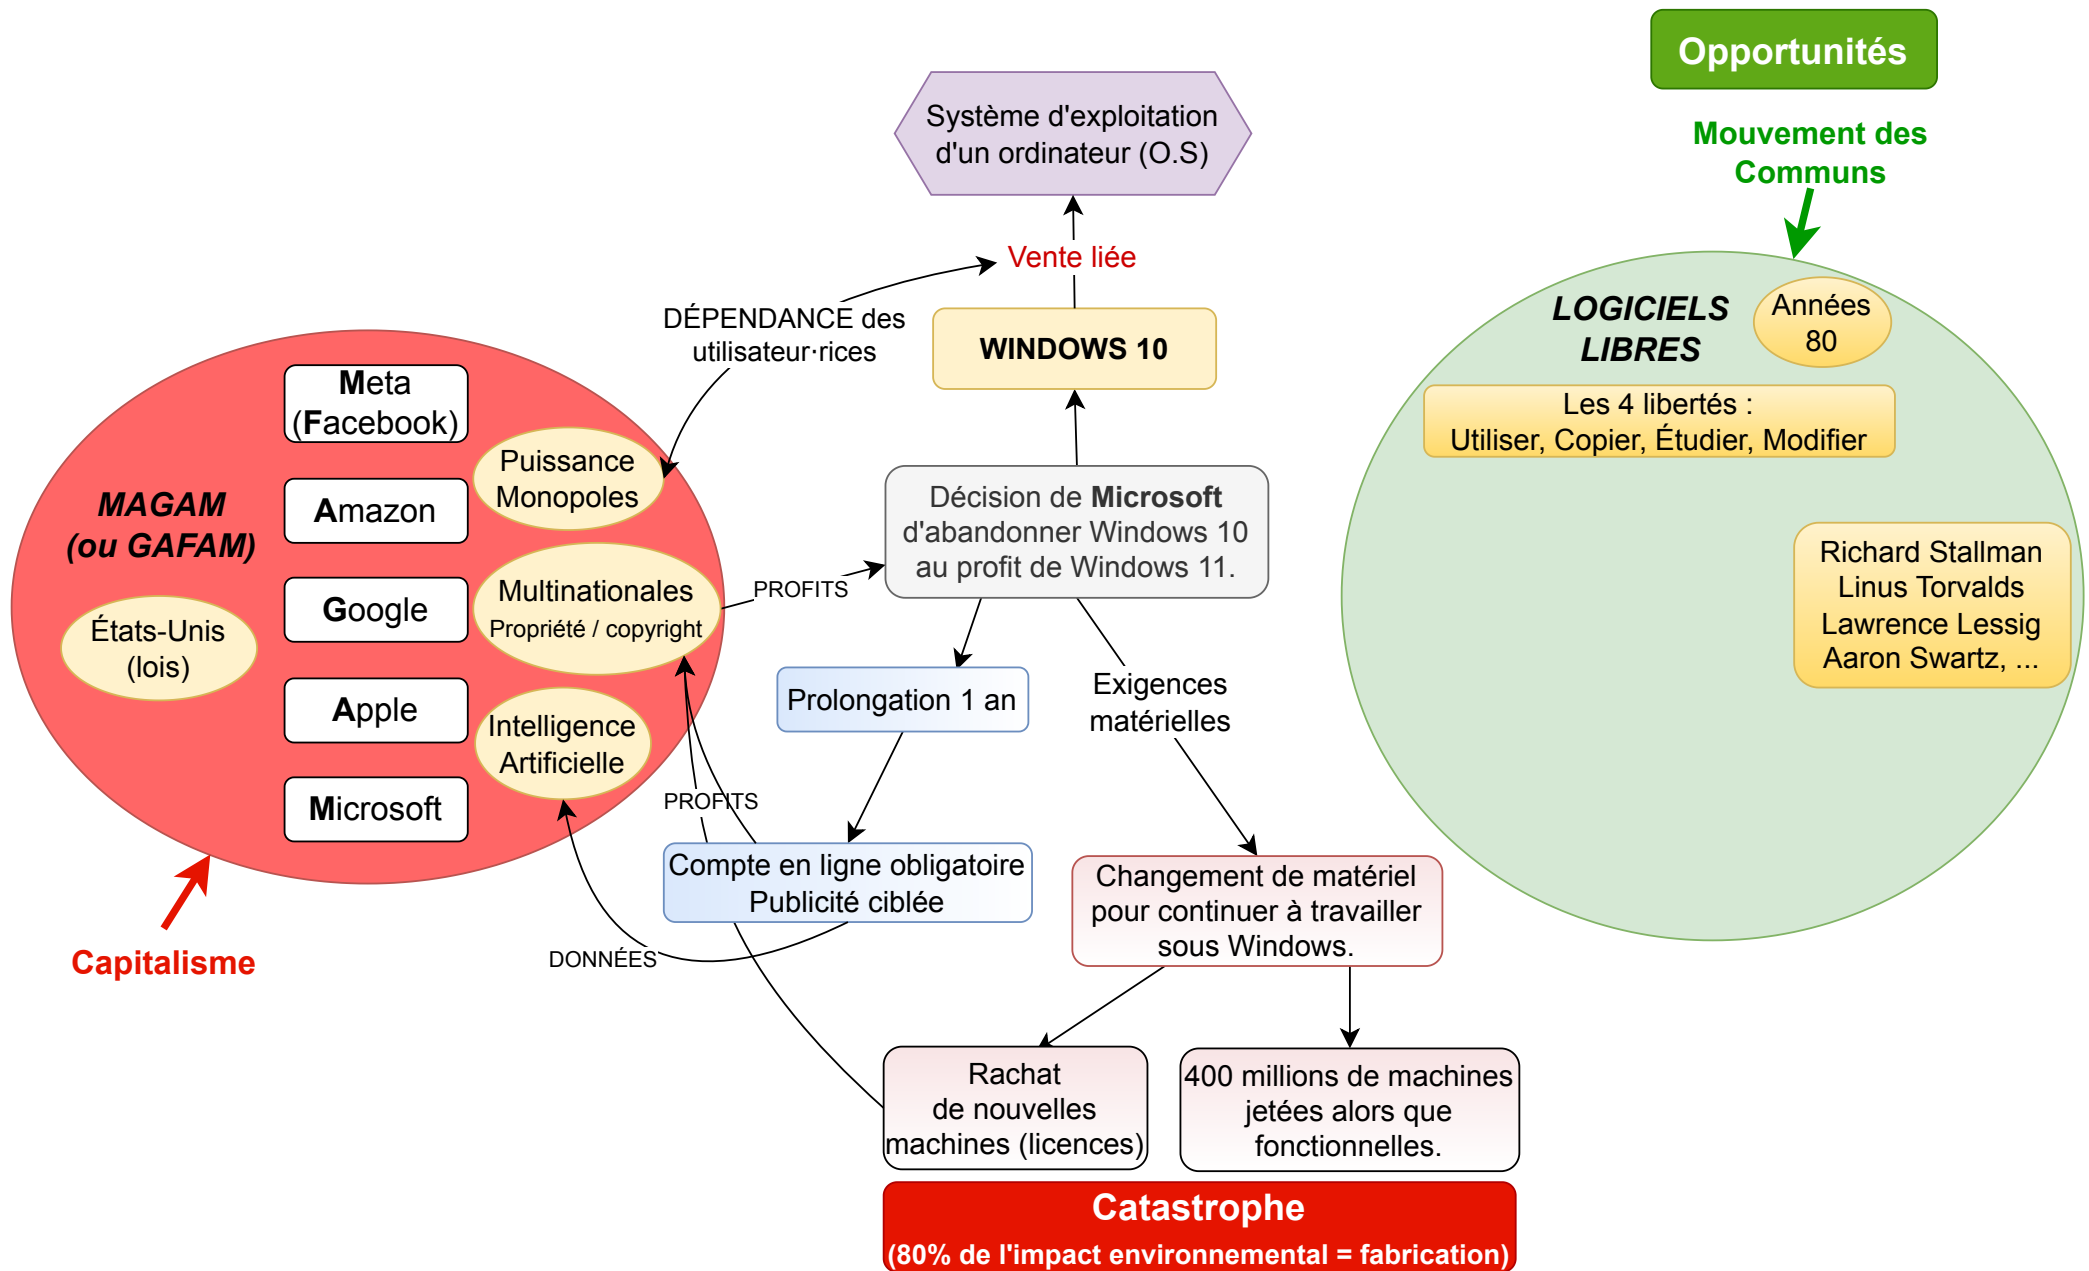 Opportunités
Mouvement des
Communs
Système d'exploitation
d'un ordinateur (O.S)
Vente liée
DÉPENDANCE des
utilisateur·rices
WINDOWS 10
MAGAM
(ou GAFAM)
États-Unis
(lois)
Meta
(Facebook)
Amazon
Google
Apple
Microsoft
Puissance
Monopoles
Multinationales
Propriété / copyright
Intelligence
Artificielle
Capitalisme
PROFITS
Décision de Microsoft
d'abandonner Windows 10
au profit de Windows 11.
Prolongation 1 an
Exigences
matérielles
PROFITS
Compte en ligne obligatoire
Publicité ciblée
DONNÉES
Changement de matériel
pour continuer à travailler
sous Windows.
Rachat
de nouvelles
machines (licences)
400 millions de machines
jetées alors que
fonctionnelles.
Catastrophe
(80% de l'impact environnemental = fabrication)
LOGICIELS
LIBRES
Années
80
Les 4 libertés :
Utiliser, Copier, Étudier, Modifier
Richard Stallman
Linus Torvalds
Lawrence Lessig
Aaron Swartz, ...